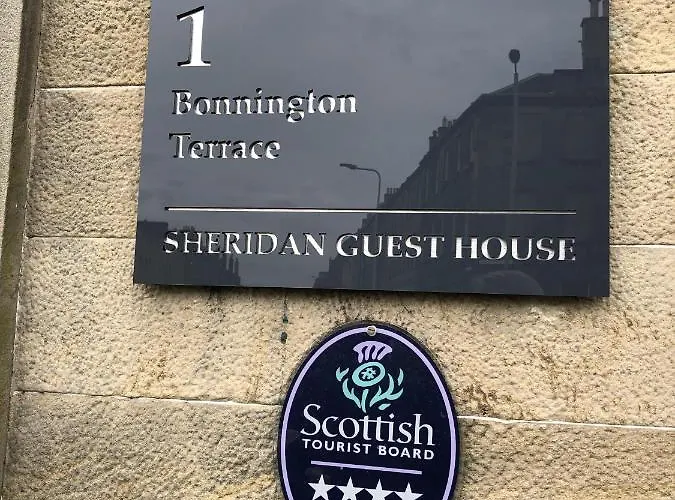 1
Bonnington
Terrace
SHERIDAN GUEST HOUSE
Scottish
TOURIST BOARD
★★★★